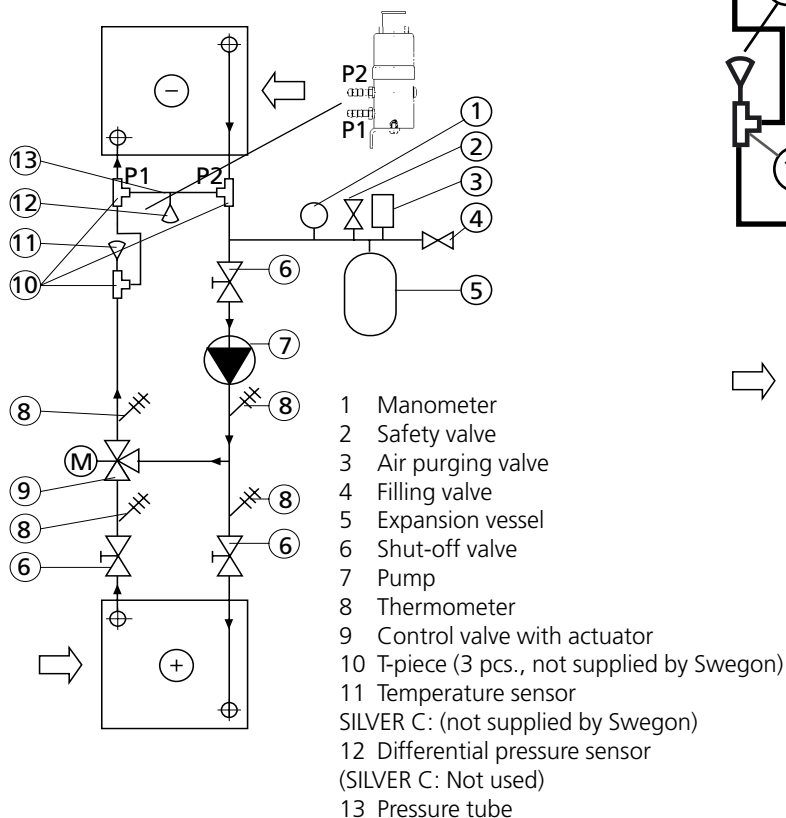 −
P2
P1
1
2
13
P1
P2
3
12
4
11
6
10
5
7
8
8
M
9
8
8
6
6
+
1 Manometer
2 Safety valve
3 Air purging valve
4 Filling valve
5 Expansion vessel
6 Shut-off valve
7 Pump
8 Thermometer
9 Control valve with actuator
10 T-piece (3 pcs., not supplied by Swegon)
11 Temperature sensor
SILVER C: (not supplied by Swegon)
12 Differential pressure sensor
(SILVER C: Not used)
13 Pressure tube